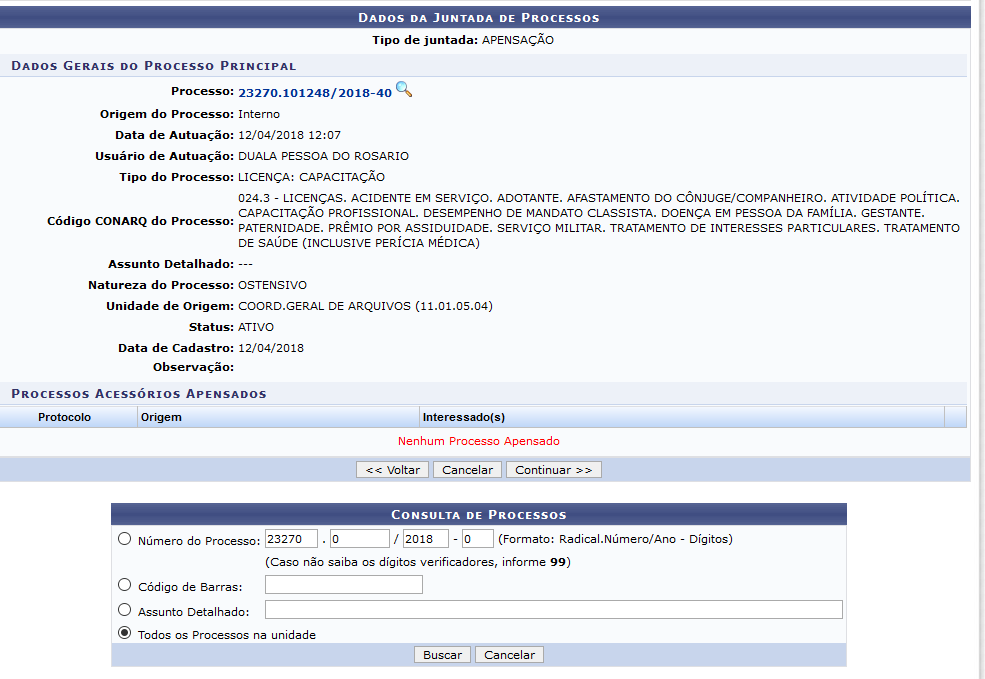 DADOS DA JUNTADA DE PROCESSOS
Tipo de juntada: APENSAÇÃO
DADOS GERAIS DO PROCESSO PRINCIPAL
Processo: 23270.101248/2018-40
Origem do Processo: Interno
Data de Autuação: 12/04/2018 12:07
Usuário de Autuação: DUALA PESSOA DO ROSARIO
Tipo do Processo: LICENÇA: CAPACITAÇÃO
Código CONARQ do Processo: 024.3 - LICENÇAS. ACIDENTE EM SERVIÇO. ADOTANTE. AFASTAMENTO DO CÔNJUGE/COMPANHEIRO. ATIVIDADE POLÍTICA.
CAPACITAÇÃO PROFISSIONAL. DESEMPENHO DE MANDATO CLASSISTA. DOENÇA EM PESSOA DA FAMÍLIA. GESTANTE.
PATERNIDADE. PRÊMIO POR ASSIDUIDADE. SERVIÇO MILITAR. TRATAMENTO DE INTERESSES PARTICULARES. TRATAMENTO
DE SAÚDE (INCLUSIVE PERÍCIA MÉDICA)
Assunto Detalhado: ---
Natureza do Processo: OSTENSIVO
Unidade de Origem: COORD.GERAL DE ARQUIVOS (11.01.05.04)
Status: ATIVO
Data de Cadastro: 12/04/2018
Observação:
PROCESSOS ACESSÓRIOS APENSADOS
Protocolo Origem Interessado(s)
Nenhum Processo Apensado
<< Voltar Cancelar Continuar >>
CONSULTA DE PROCESSOS
Número do Processo: 23270 . 0 / 2018 - 0 (Formato: Radical.Número/Ano - Dígitos)
(Caso não saiba os dígitos verificadores, informe 99)
Código de Barras:
Assunto Detalhado:
Todos os Processos na unidade
Buscar Cancelar